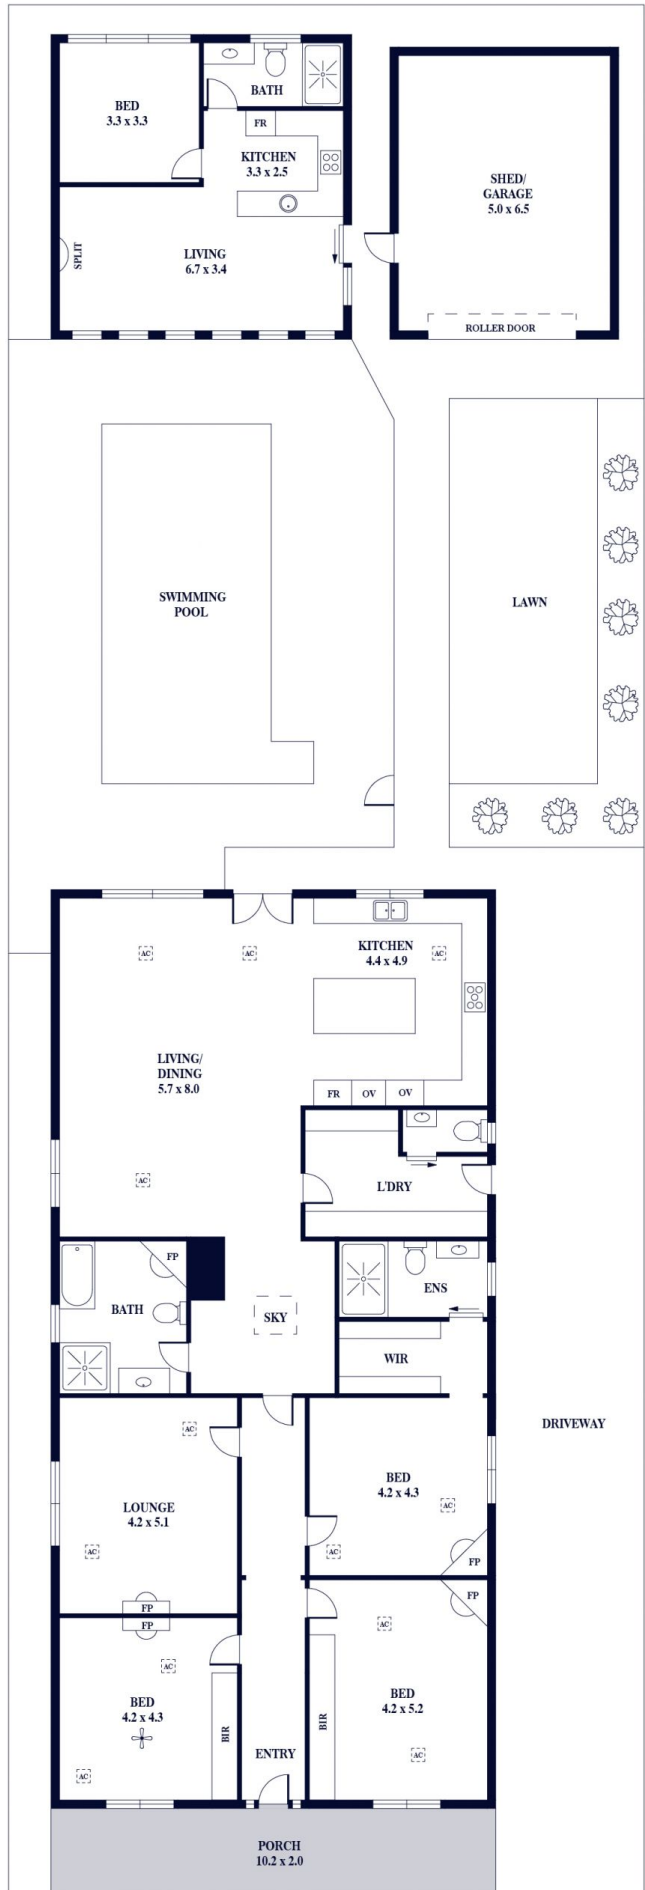 BED
3.3 x 3.3
BATH
FR
KITCHEN
3.3 x 2.5
SPLIT
LIVING
6.7 x 3.4
SHED/
GARAGE
5.0 x 6.5
ROLLER DOOR
SWIMMING
POOL
LAWN
AC
AC
KITCHEN
4.4 x 4.9
AC
LIVING/
DINING
5.7 x 8.0
FR
OV
OV
AC
L'DRY
FP
BATH
SKY
ENS
WIR
DRIVEWAY
AC
LOUNGE
4.2 x 5.1
AC
FP
BED
4.2 x 4.3
AC
AC
FP
FP
AC
BED
4.2 x 4.3
BIR
AC
FP
AC
BED
4.2 x 5.2
BIR
AC
ENTRY
PORCH
10.2 x 2.0